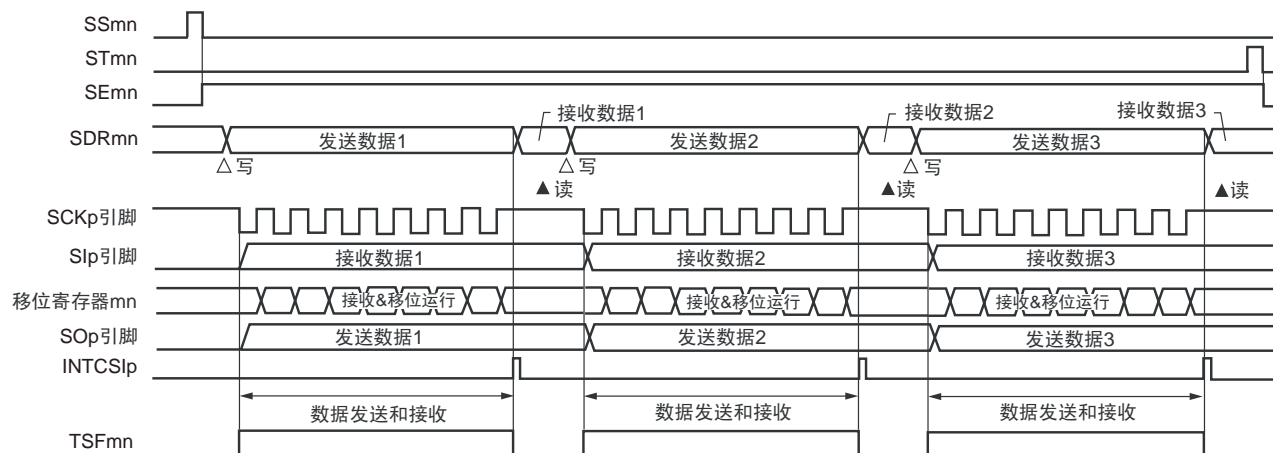 SSmn
STmn
SEmn
接收数据1 接收数据2 接收数据3
SDRmn 发送数据1 发送数据2 发送数据3
△写 △写 △写
▲读 ▲读 ▲读
SCKp引脚
SIp引脚 接收数据1 接收数据2 接收数据3
移位寄存器mn 接收&移位运行 接收&移位运行 接收&移位运行
SOp引脚 发送数据1 发送数据2 发送数据3
INTCSIp
数据发送和接收 数据发送和接收 数据发送和接收
TSFmn